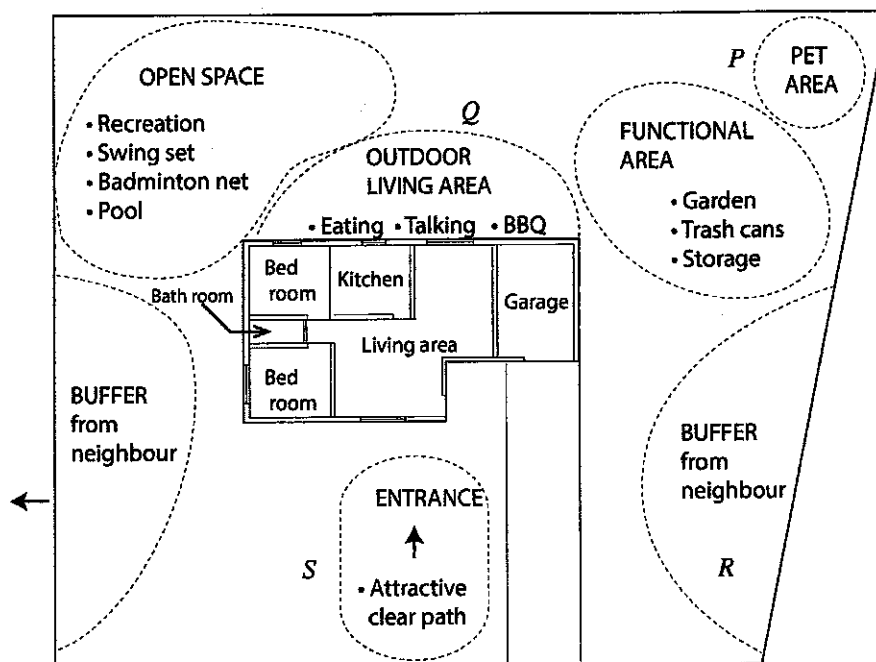 OPEN SPACE
• Recreation
• Swing set
• Badminton net
• Pool
Q
OUTDOOR
LIVING AREA
• Eating • Talking • BBQ
P
PET
AREA
FUNCTIONAL
AREA
• Garden
• Trash cans
• Storage
Bed
room
Kitchen
Garage
Bath room
Living area
Bed
room
BUFFER
from
neighbour
BUFFER
from
neighbour
ENTRANCE
• Attractive
clear path
S
R